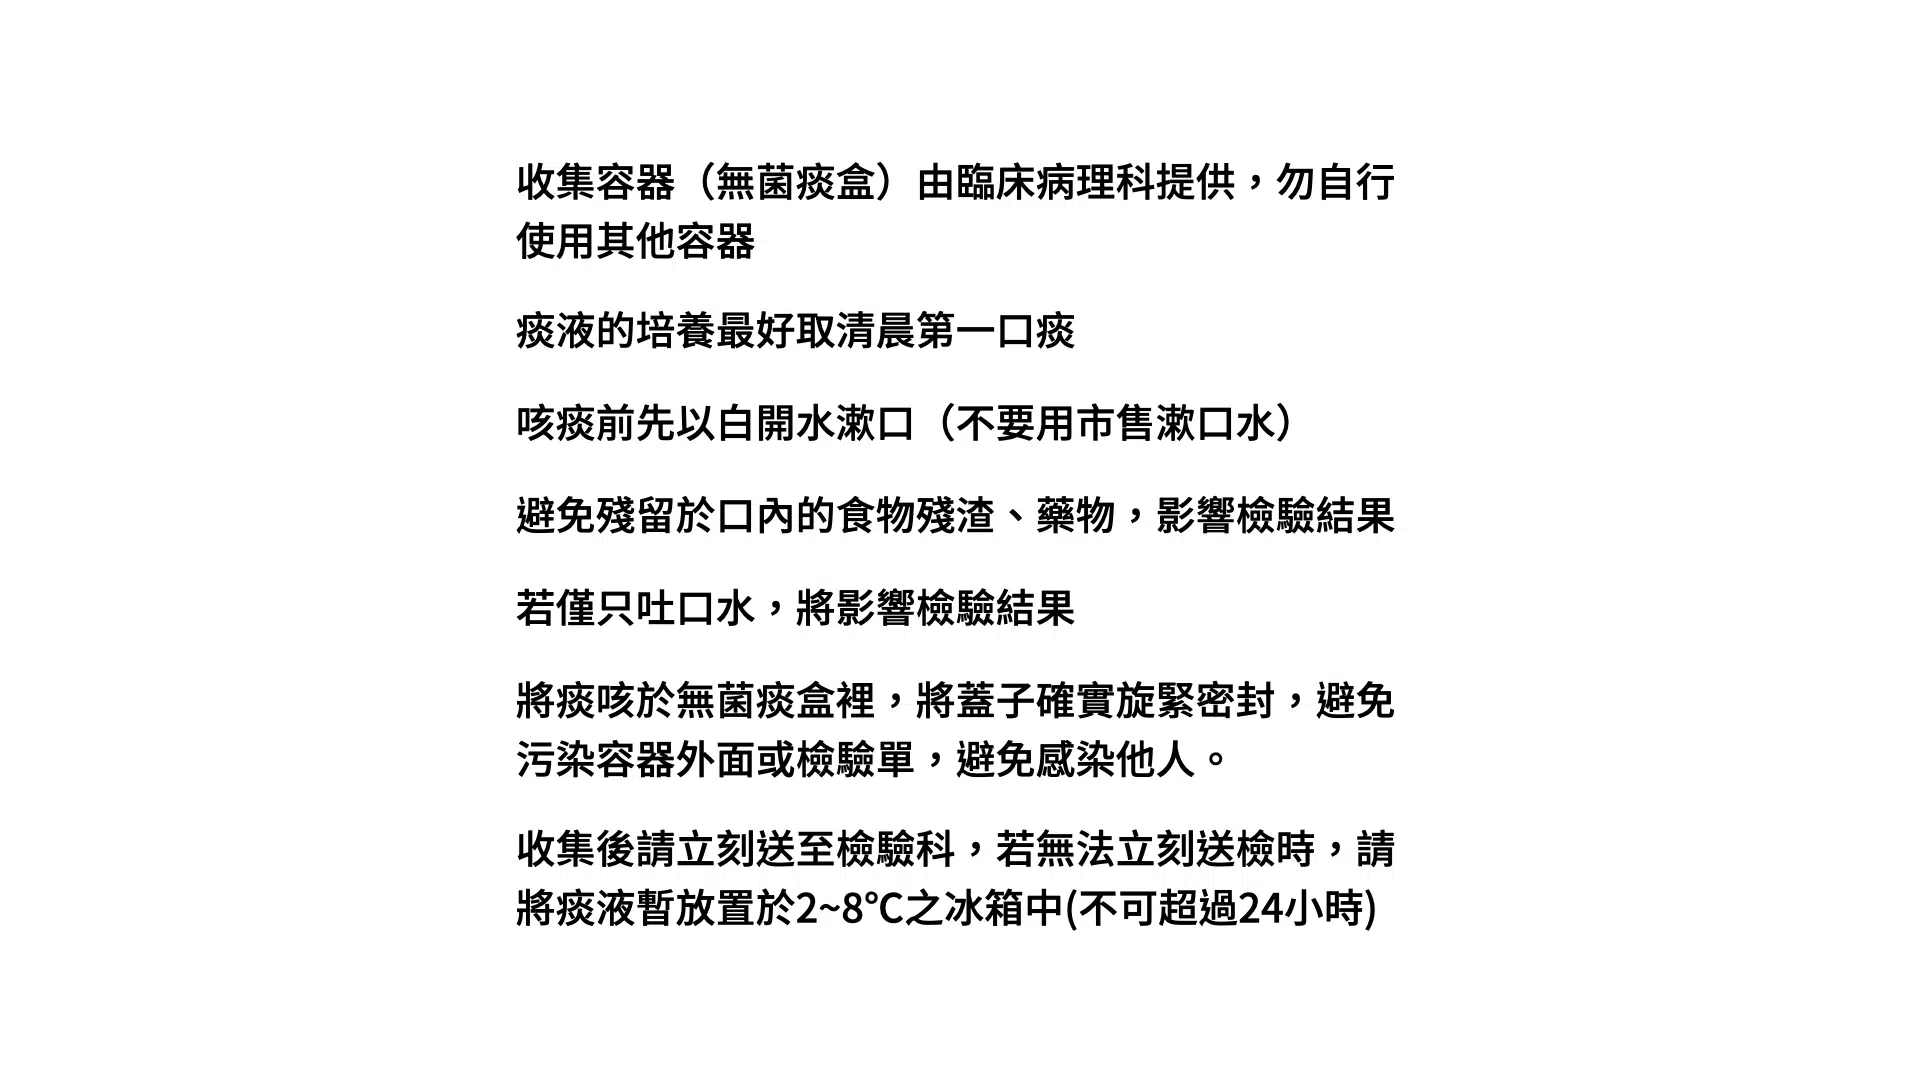 收集容器（無菌痰盒）由臨床病理科提供，勿自行
使用其他容器
痰液的培養最好取清晨第一口痰
咳痰前先以白開水漱口（不要用市售漱口水）
避免殘留於口內的食物殘渣、藥物，影響檢驗結果
若僅只吐口水，將影響檢驗結果
將痰咳於無菌痰盒裡，將蓋子確實旋緊密封，避免
污染容器外面或檢驗單，避免感染他人。
收集後請立刻送至檢驗科，若無法立刻送檢時，請
將痰液暫放置於2~8℃之冰箱中(不可超過24小時)